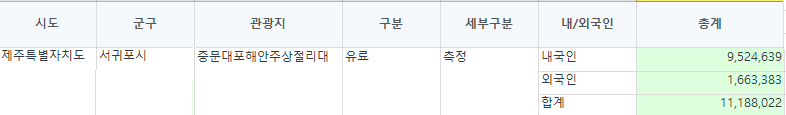 시도 군구 관광지 구분 세부구분 내/외국인 총계
제주특별자치도 서귀포시 중문대포해안주상절리대 유료 측정 내국인 9,524,639
외국인 1,663,383
합계 11,188,022